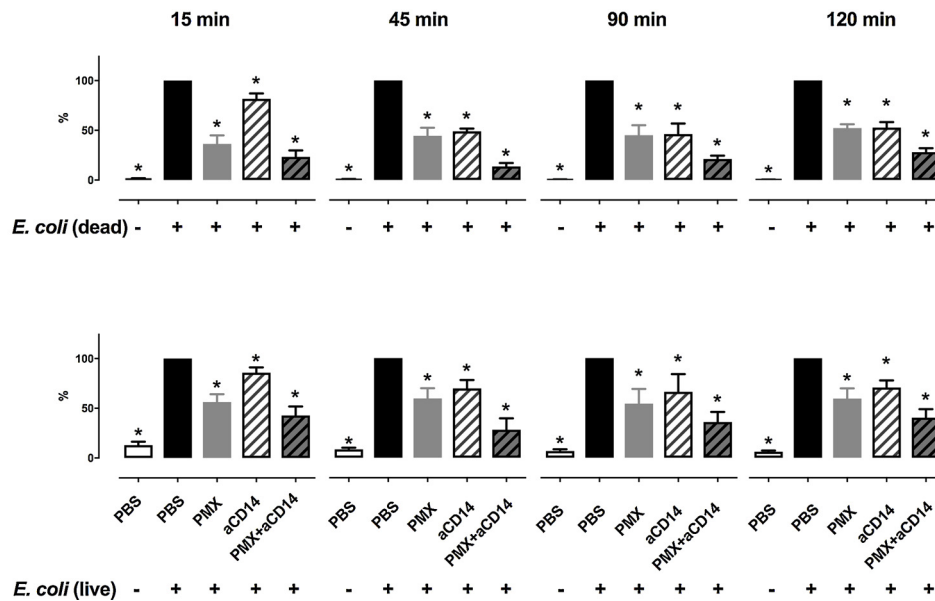 15 min 45 min 90 min 120 min
* * * * * * * * * * * * * * * *
100
50
0
%
E. coli (dead) - + + + + - + + + + - + + + + - + + + +
* * * * * * * * * * * * * * * *
100
50
0
%
PBS PBS PMX aCD14 PMX+aCD14 PBS PBS PMX aCD14 PMX+aCD14 PBS PBS PMX aCD14 PMX+aCD14 PBS PBS PMX aCD14 PMX+aCD14
E. coli (live) - + + + + - + + + + - + + + + - + + + +